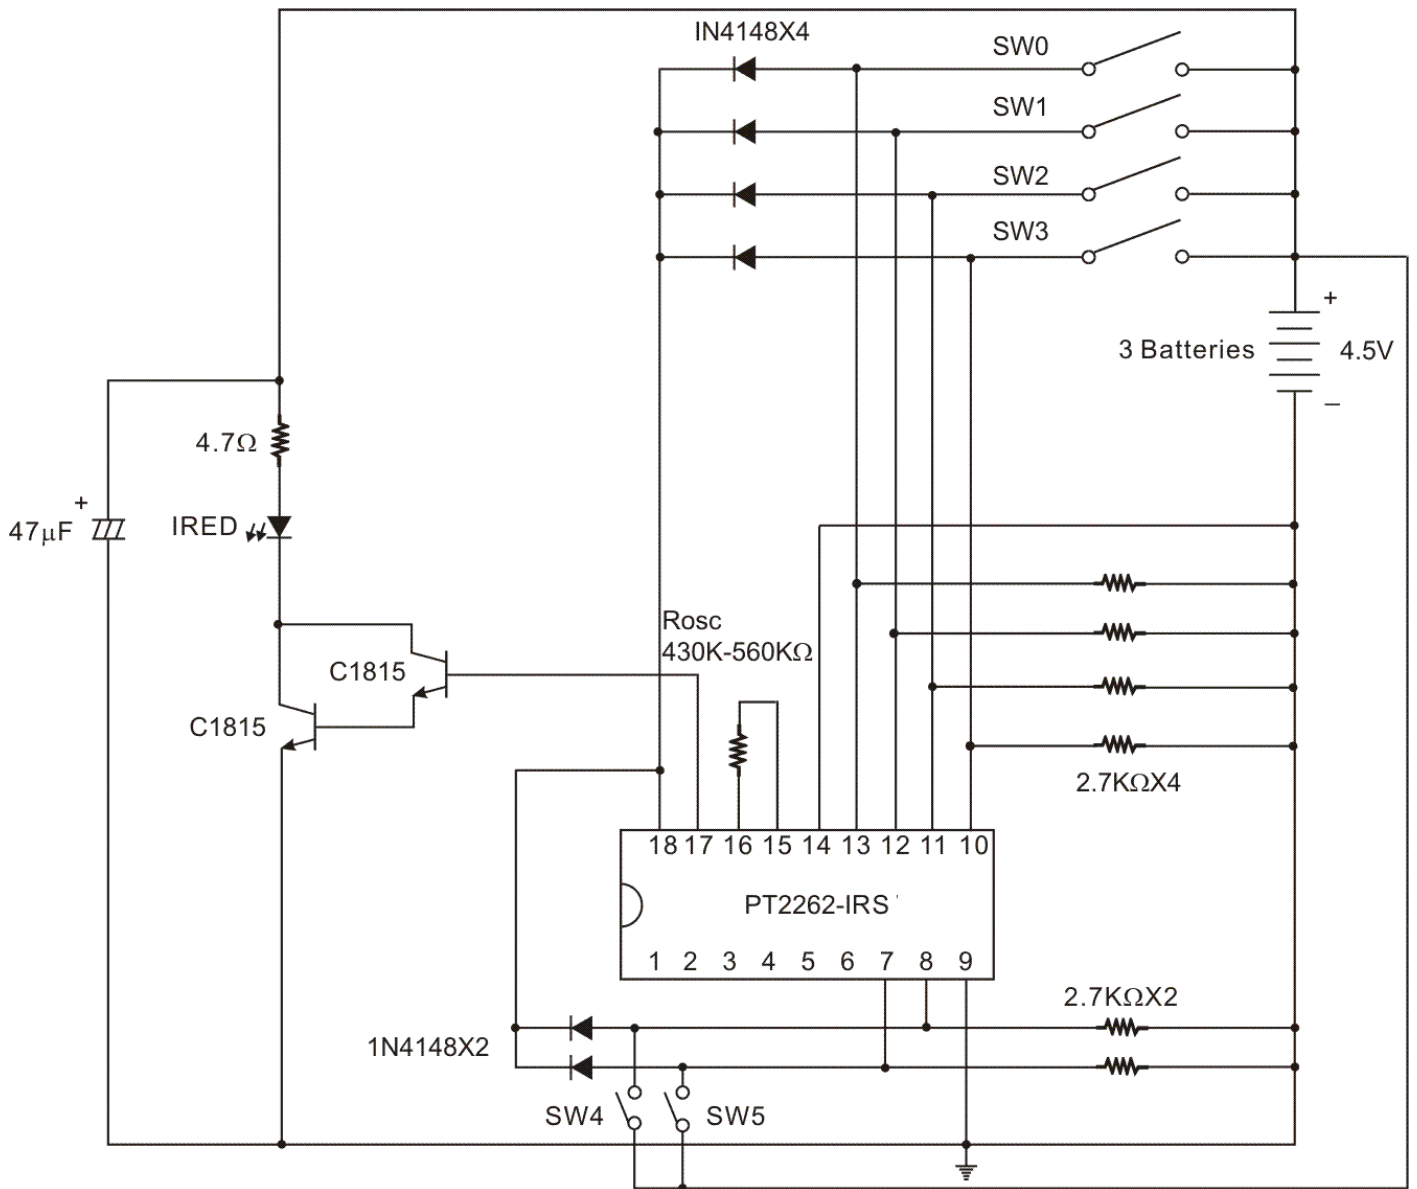 IN4148X4
SW0
SW1
SW2
SW3
+
3 Batteries
4.5V
–
4.7Ω
+
47μF
IRED
Rosc
430K-560KΩ
C1815
C1815
2.7KΩX4
18 17 16 15 14 13 12 11 10
PT2262-IRS
1 2 3 4 5 6 7 8 9
2.7KΩX2
1N4148X2
SW4
SW5